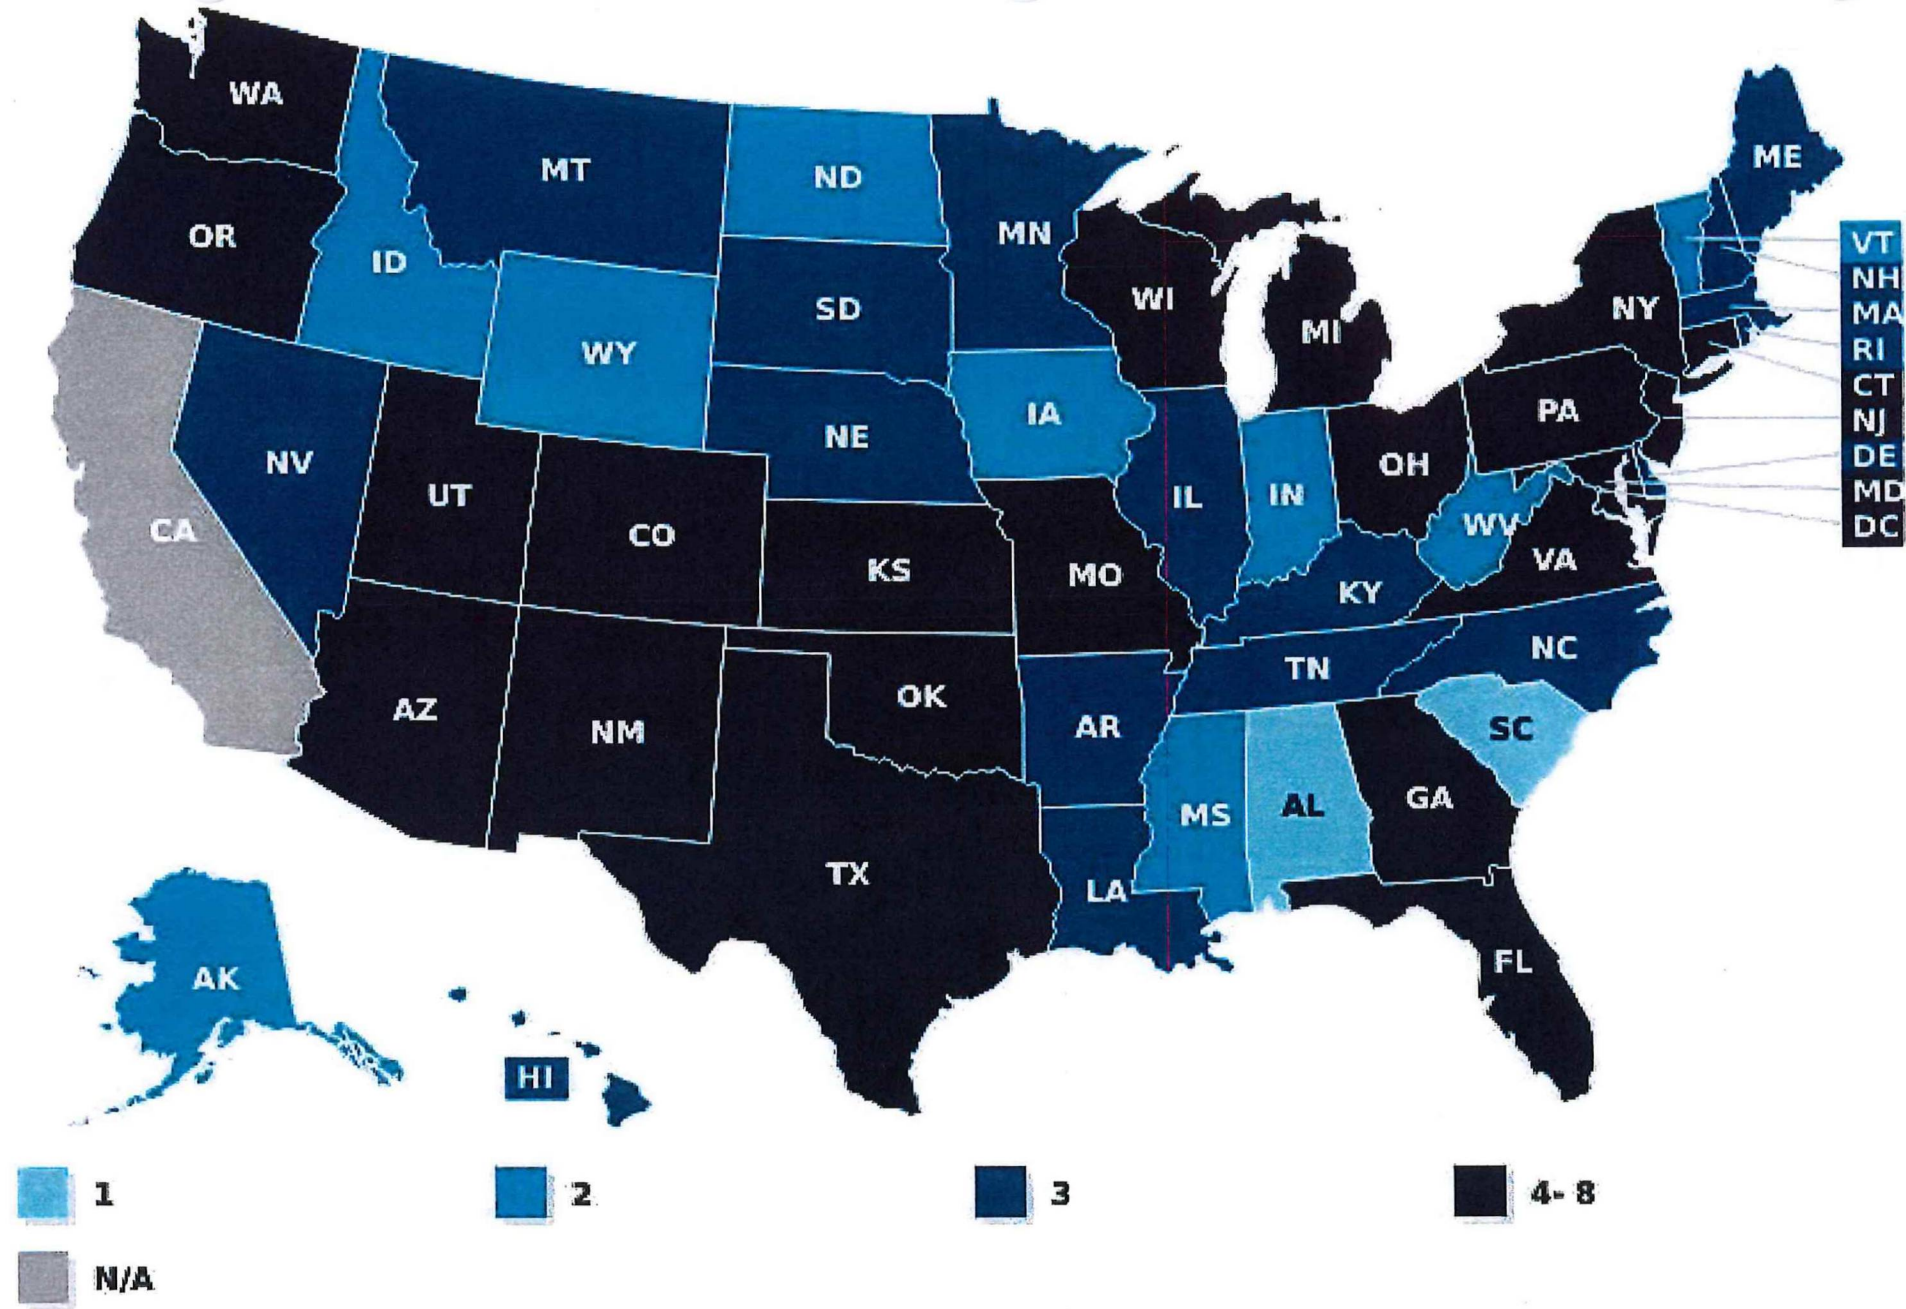 WA
ME
MT
ND
OR
MN
VT
ID
NH
WI
SD
NY
MA
MI
RI
WY
CT
IA
PA
NJ
NE
DE
NV
OH
MD
UT
IL
IN
WV
DC
CA
CO
VA
KS
MO
KY
NC
TN
OK
AZ
NM
AR
SC
GA
MS
AL
TX
LA
FL
AK
HI
1
2
3
4- 8
N/A